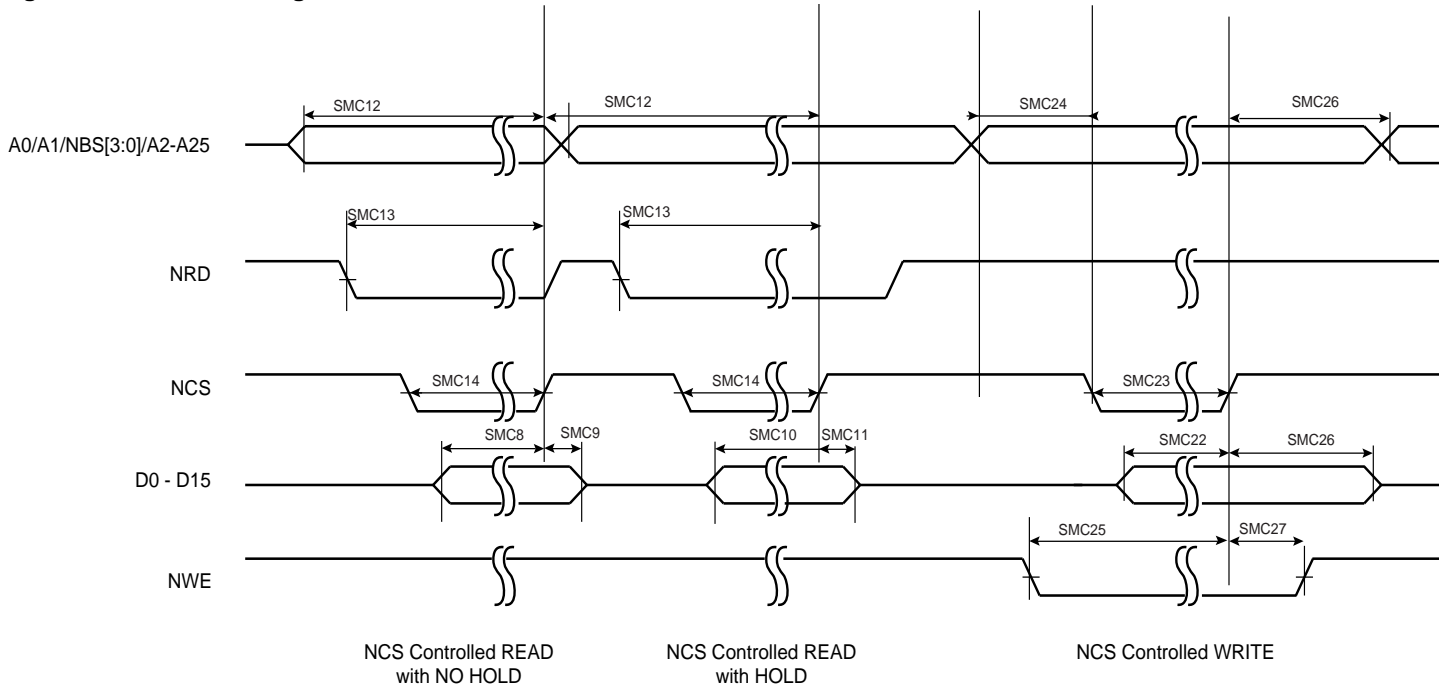 SMC12
SMC12
SMC24
SMC26
A0/A1/NBS[3:0]/A2-A25
SMC13
SMC13
NRD
NCS
SMC14
SMC14
SMC23
SMC8
SMC9
SMC10
SMC11
SMC22
SMC26
D0 - D15
SMC25
SMC27
NWE
NCS Controlled READ
with NO HOLD
NCS Controlled READ
with HOLD
NCS Controlled WRITE